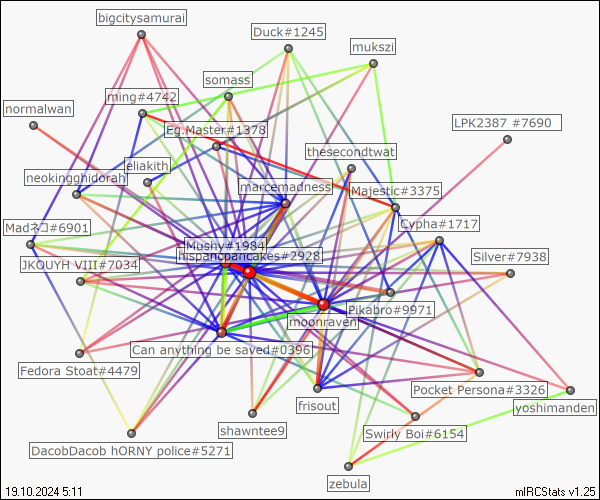 bigcitysamurai
Duck#1245
mukszi
somass
ming#4742
normalwan
LPK2387 #7690
Eg.Master#1378
thesecondtwat
eliakith
neokingghidorah
marcemadness
Majestic#3375
Madネコ#6901
Cypha#1717
Mushy#1984
hispancpancakes#2928
Silver#7938
JKQUYH VIII#7034
Pikabro#9971
moonraven
Can anything be saved#0396
Fedora Stoat#4479
Pocket Persona#3326
frisout
yoshimanden
shawntee9
Swirly Boi#6154
DacobDacob hORNY police#5271
zebula
19.10.2024 5:11
mIRCStats v1.25